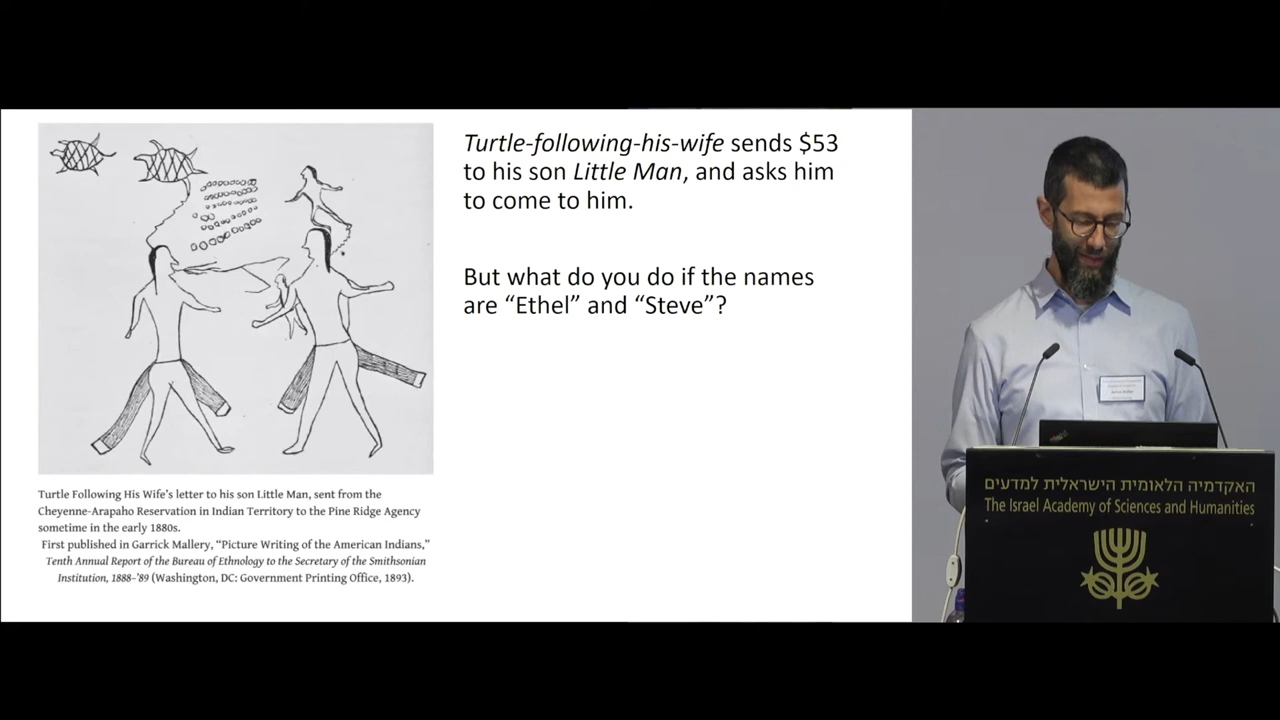 Turtle-following-his-wife sends $53
to his son Little Man, and asks him
to come to him.
But what do you do if the names
are “Ethel” and “Steve”?
Turtle Following His Wife’s letter to his son Little Man, sent from the
Cheyenne-Arapaho Reservation in Indian Territory to the Pine Ridge Agency
sometime in the early 1880s.
First published in Garrick Mallery, “Picture Writing of the American Indians,”
Tenth Annual Report of the Bureau of Ethnology to the Secretary of the Smithsonian
Institution, 1888–’89 (Washington, DC: Government Printing Office, 1893).
האקדמיה הלאומית הישראלית למדעים
The Israel Academy of Sciences and Humanities